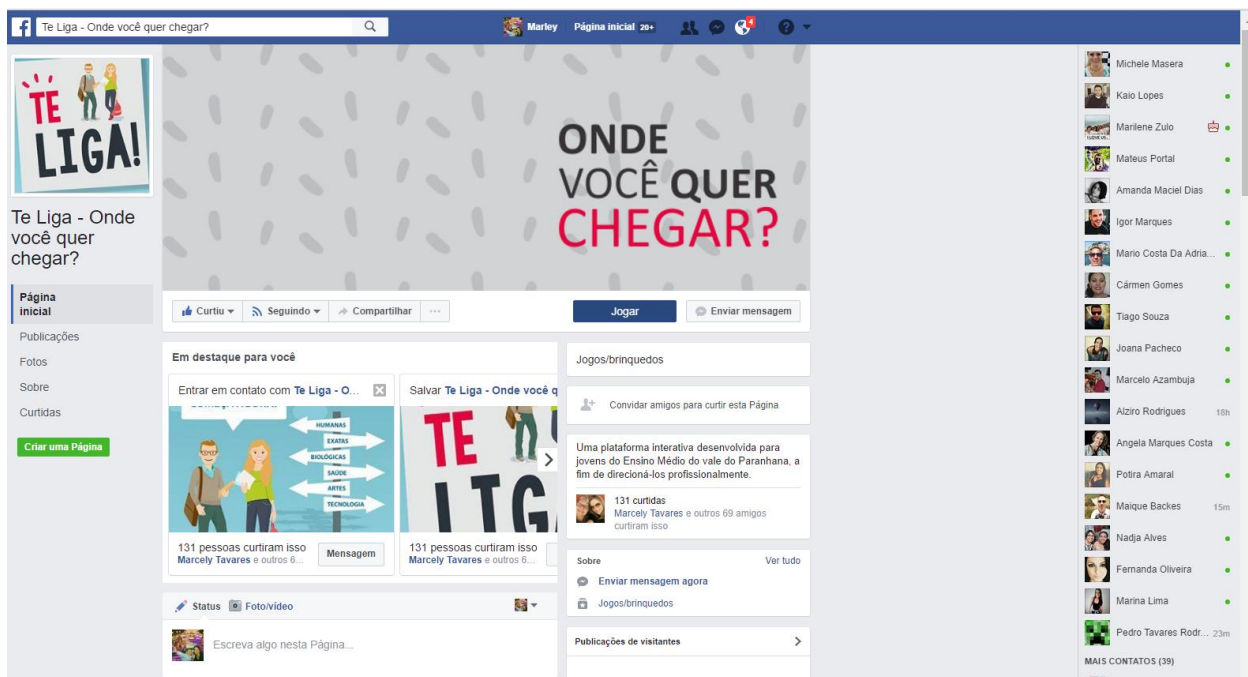 Te Liga - Onde você quer chegar?
Marley
Página inicial 20+
4
TE
LIGA!
ONDE
VOCÊ QUER
CHEGAR?
Te Liga - Onde
você quer
chegar?
Página
inicial
Publicações
Fotos
Sobre
Curtidas
Criar uma Página
Curtiu
Seguindo
Compartilhar
Jogar
Enviar mensagem
Em destaque para você
Entrar em contato com Te Liga - O...
HUMANAS
EXATAS
BIOLÓGICAS
SAÚDE
ARTES
TECNOLOGIA
131 pessoas curtiram isso
Marcely Tavares e outros 6...
Mensagem
Salvar Te Liga - Onde você q
TE
LIG
131 pessoas curtiram isso
Marcely Tavares e outros 6...
Status
Foto/vídeo
Escreva algo nesta Página...
Jogos/brinquedos
Convidar amigos para curtir esta Página
Uma plataforma interativa desenvolvida para
jovens do Ensino Médio do vale do Paranhana, a
fim de direcioná-los profissionalmente.
131 curtidas
Marcely Tavares e outros 69 amigos
curtiram isso
Sobre
Ver tudo
Enviar mensagem agora
Jogos/brinquedos
Publicações de visitantes
Michele Masera
Kaio Lopes
Marilene Zulo
Mateus Portal
Amanda Maciel Dias
Igor Marques
Mario Costa Da Adria...
Cármen Gomes
Tiago Souza
Joana Pacheco
Marcelo Azambuja
Alziro Rodrigues 18h
Angela Marques Costa
Potira Amaral
Maique Backes 15m
Nadja Alves
Fernanda Oliveira
Marina Lima
Pedro Tavares Rodr... 23m
MAIS CONTATOS (39)